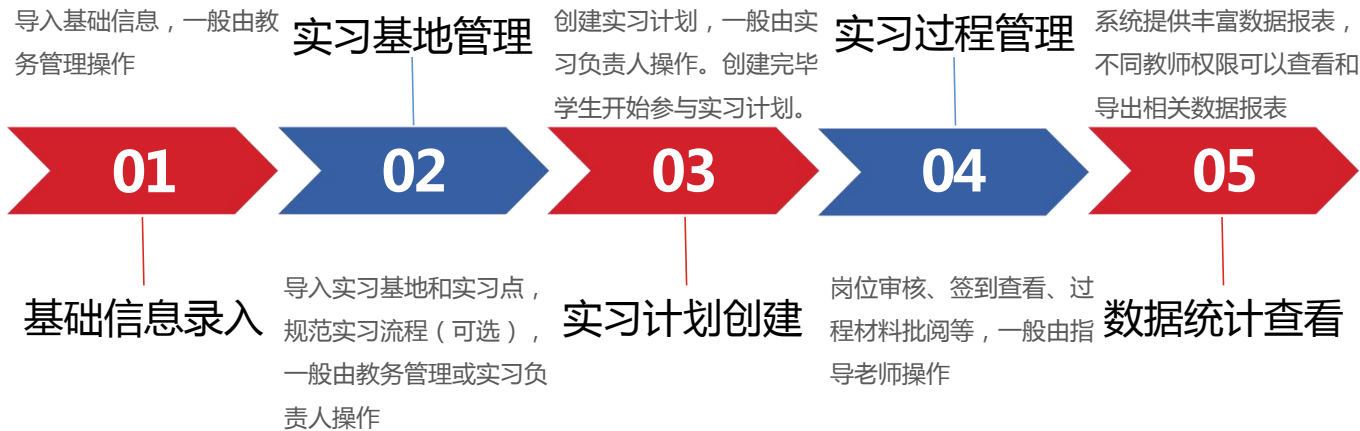 导入基础信息，一般由教
务管理操作
01
基础信息录入
实习基地管理
02
导入实习基地和实习点，
规范实习流程（可选），
一般由教务管理或实习负
责人操作
创建实习计划，一般由实
习负责人操作。创建完毕
学生开始参与实习计划。
03
实习计划创建
实习过程管理
04
岗位审核、签到查看、过
程材料批阅等，一般由指
导老师操作
系统提供丰富数据报表，
不同教师权限可以查看和
导出相关数据报表
05
数据统计查看